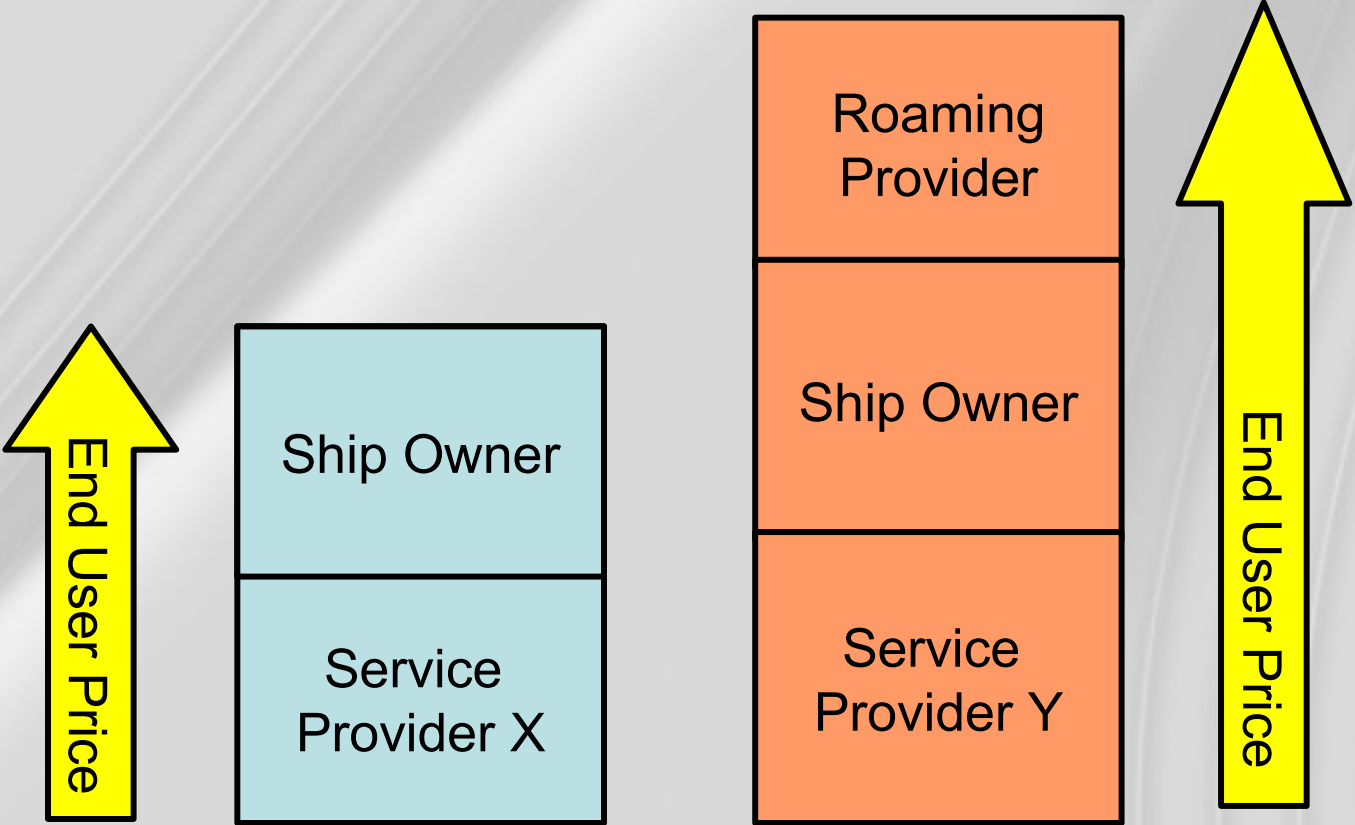 End User Price
Ship Owner
Service
Provider X
Roaming
Provider
Ship Owner
Service
Provider Y
End User Price